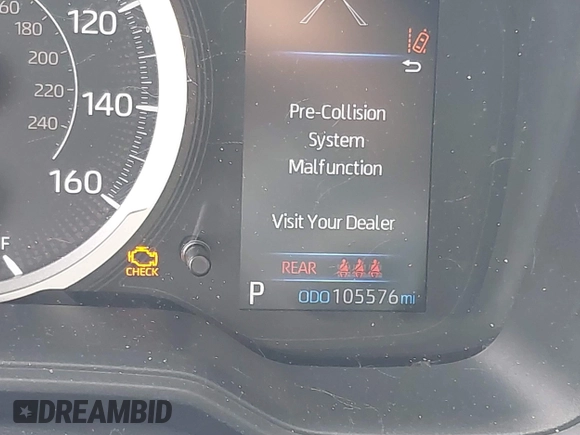 60
180
200
220
240
120
140
160
F
Pre-Collision
System
Malfunction
Visit Your Dealer
CHECK
REAR
P
ODO 105576 mi
DREAMBID